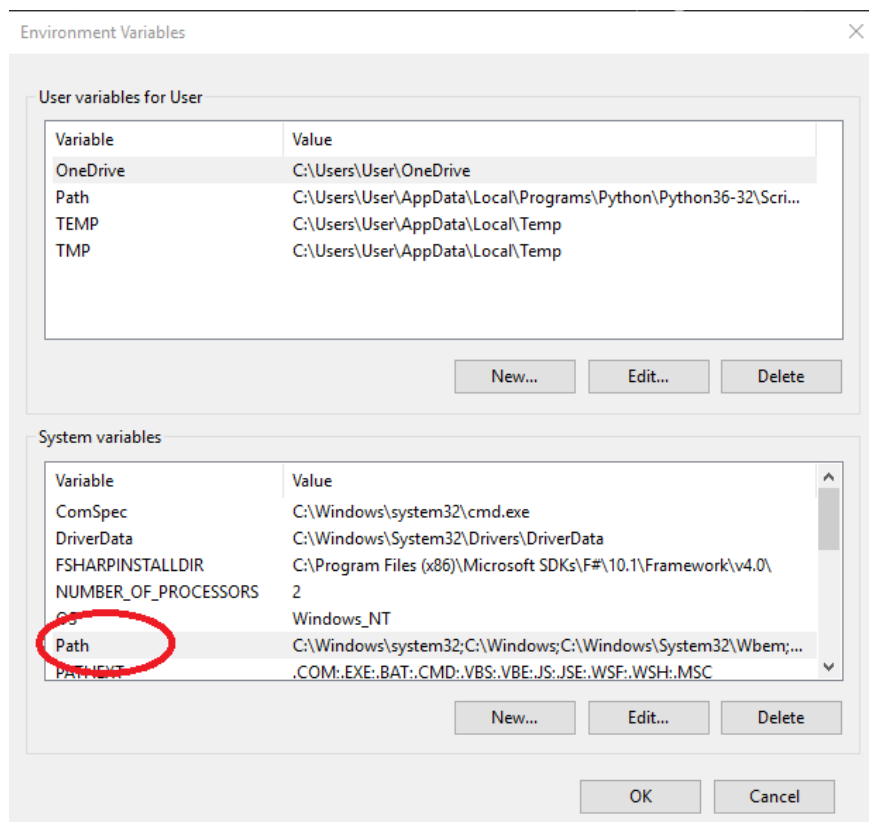 Environment Variables
User variables for User
Variable Value
OneDrive C:\Users\User\OneDrive
Path C:\Users\User\AppData\Local\Programs\Python\Python36-32\Scri...
TEMP C:\Users\User\AppData\Local\Temp
TMP C:\Users\User\AppData\Local\Temp
New... Edit... Delete
System variables
Variable Value
ComSpec C:\Windows\system32\cmd.exe
DriverData C:\Windows\System32\Drivers\DriverData
FSHARPINSTALLDIR C:\Program Files (x86)\Microsoft SDKs\F#\10.1\Framework\v4.0\
NUMBER_OF_PROCESSORS 2
OS Windows_NT
Path C:\Windows\system32;C:\Windows;C:\Windows\System32\Wbem;...
PATHEXT .COM;.EXE;.BAT;.CMD;.VBS;.VBE;.JS;.JSE;.WSF;.WSH;.MSC
New... Edit... Delete
OK Cancel